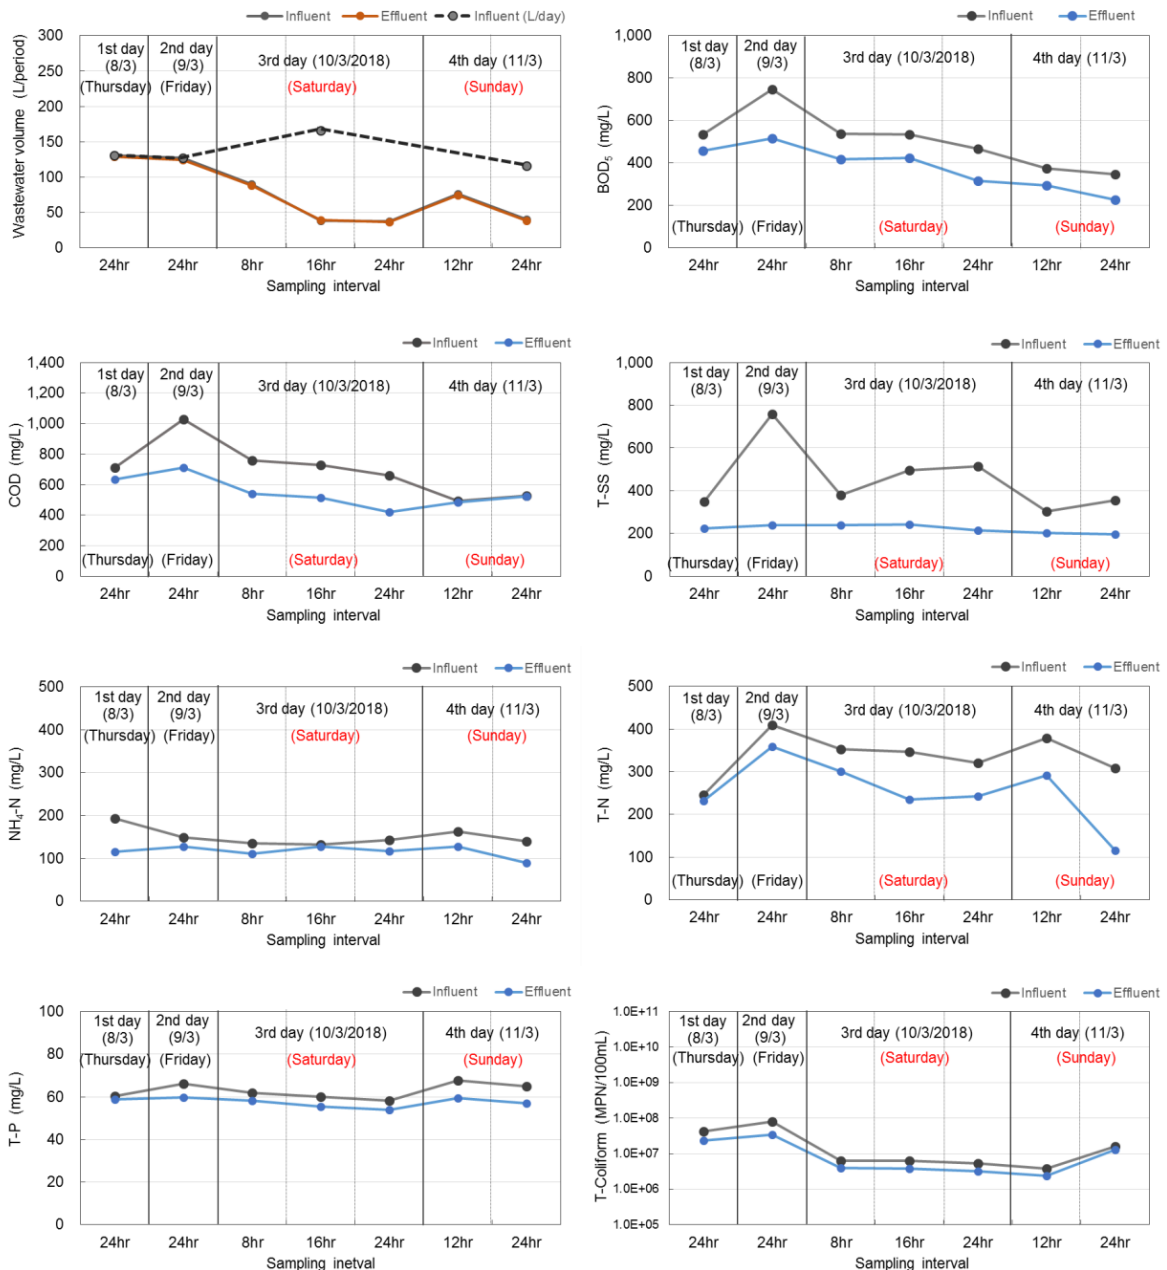 Influent Effluent Influent (L/day)
300
250
200
150
100
50
0
Wastewater volume (L/period)
1st day
(8/3)
(Thursday)
2nd day
(9/3)
(Friday)
3rd day (10/3/2018)
(Saturday)
4th day (11/3)
(Sunday)
24hr 24hr 8hr 16hr 24hr 12hr 24hr
Sampling interval
Influent Effluent
1,000
800
600
400
200
0
BOD₅ (mg/L)
1st day
(8/3)
2nd day
(9/3)
3rd day (10/3/2018)
4th day (11/3)
(Thursday) (Friday) (Saturday) (Sunday)
24hr 24hr 8hr 16hr 24hr 12hr 24hr
Sampling interval
Influent Effluent
1,400
1,200
1,000
800
600
400
200
0
COD (mg/L)
1st day
(8/3)
2nd day
(9/3)
3rd day (10/3/2018)
4th day (11/3)
(Thursday) (Friday) (Saturday) (Sunday)
24hr 24hr 8hr 16hr 24hr 12hr 24hr
Sampling interval
Influent Effluent
1,000
800
600
400
200
0
T-SS (mg/L)
1st day
(8/3)
2nd day
(9/3)
3rd day (10/3/2018)
4th day (11/3)
(Thursday) (Friday) (Saturday) (Sunday)
24hr 24hr 8hr 16hr 24hr 12hr 24hr
Sampling interval
Influent Effluent
500
400
300
200
100
0
NH₄-N (mg/L)
1st day
(8/3)
(Thursday)
2nd day
(9/3)
(Friday)
3rd day (10/3/2018)
(Saturday)
4th day (11/3)
(Sunday)
24hr 24hr 8hr 16hr 24hr 12hr 24hr
Sampling interval
Influent Effluent
500
400
300
200
100
0
T-N (mg/L)
1st day
(8/3)
2nd day
(9/3)
3rd day (10/3/2018)
4th day (11/3)
(Thursday) (Friday) (Saturday) (Sunday)
24hr 24hr 8hr 16hr 24hr 12hr 24hr
Sampling interval
Influent Effluent
100
80
60
40
20
0
T-P (mg/L)
1st day
(8/3)
(Thursday)
2nd day
(9/3)
(Friday)
3rd day (10/3/2018)
(Saturday)
4th day (11/3)
(Sunday)
24hr 24hr 8hr 16hr 24hr 12hr 24hr
Sampling inetval
Influent Effluent
1.0E+11
1.0E+10
1.0E+09
1.0E+08
1.0E+07
1.0E+06
1.0E+05
T-Coliform (MPN/100mL)
1st day
(8/3)
(Thursday)
2nd day
(9/3)
(Friday)
3rd day (10/3/2018)
(Saturday)
4th day (11/3)
(Sunday)
24hr 24hr 8hr 16hr 24hr 12hr 24hr
Sampling interval